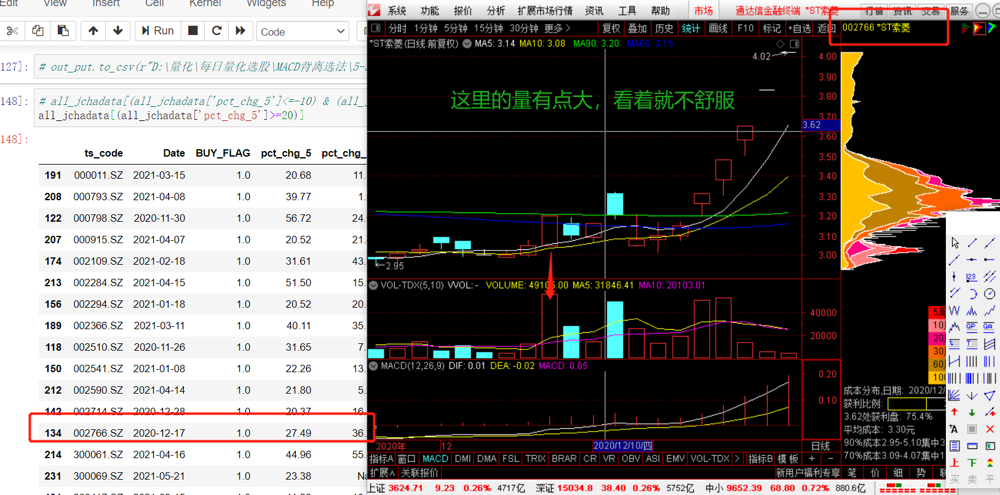 Edit View Insert Cell Kernel Widgets Help
Run Code
127]: # out_put.to_csv(r"D:\量化\每日量化选股\MACD背离选法\5-
148]: # all_jchadata[(all_jchadata['pct_chg_5']<=-10) & (all_j
all_jchadata[(all_jchadata['pct_chg_5']>=20)]
148]:
ts_code Date BUY_FLAG pct_chg_5 pct_chg_
191 000011.SZ 2021-03-15 1.0 20.68 11.
208 000793.SZ 2021-04-08 1.0 39.77 1.
122 000798.SZ 2020-11-30 1.0 56.72 24.
207 000915.SZ 2021-04-07 1.0 20.52 21.
174 002109.SZ 2021-02-18 1.0 31.61 43.
213 002284.SZ 2021-04-15 1.0 51.50 15.
156 002294.SZ 2021-01-18 1.0 20.52 20.
189 002366.SZ 2021-03-11 1.0 40.11 35.
118 002510.SZ 2020-11-26 1.0 31.65 7.
150 002541.SZ 2021-01-08 1.0 22.26 13.
212 002590.SZ 2021-04-14 1.0 21.80 5.
142 002714.SZ 2020-12-28 1.0 20.37 16.
134 002766.SZ 2020-12-17 1.0 27.49 36.
214 300061.SZ 2021-04-16 1.0 44.96 55.
231 300069.SZ 2021-05-21 1.0 23.38 Na
系统 功能 报价 分析 扩展市场行情 资讯 工具 帮助 市场 通达信金融终端 *ST索菱 行情 资讯 交易 服务
分时 1分钟 5分钟 15分钟 30分钟 更多 > 复权 叠加 历史 统计 画线 F10 标记 +自选 返回 002766 *ST索菱
*ST索菱(日线.前复权) MA5: 3.14 MA10: 3.08 MA90: 3.20 MA60: 3.15
4.02
这里的量有点大，看着就不舒服
4.00
3.90
3.80
3.70
3.62
3.60
3.50
3.40
3.30
3.20
3.10
3.00
2.95
VOL-TDX(5,10) VVOL: - VOLUME: 49105.00 MA5: 31846.41 MA10: 20103.01
40000
20000
MACD(12,26,9) DIF: 0.01 DEA: -0.02 MACD: 0.05
0.20
0.10
2020年 12 2020/12/10/四 日线
指标A 窗口 MACD DMI DMA FSL TRIX BRAR CR VR OBV ASI EMV VOL-TDX > 指标B 模板 + -
扩展∧ 关联报价 新用户福利专享 笔 价 细 势 联
5周
10
20
30
60
100
成本分布,日期: 2020/12/
获利比例:
3.62处获利盘: 75.4%
平均成本: 3.30元
90%成本2.95-5.10集中3
70%成本3.09-4.07集中1
123
GP GA
A
上 下
买 卖 平
上证 3624.71 9.23 0.26% 4717亿 深证 15034.8 38.40 0.26% 5752亿 中小 9652.39 68.80 0.72% 880.6亿